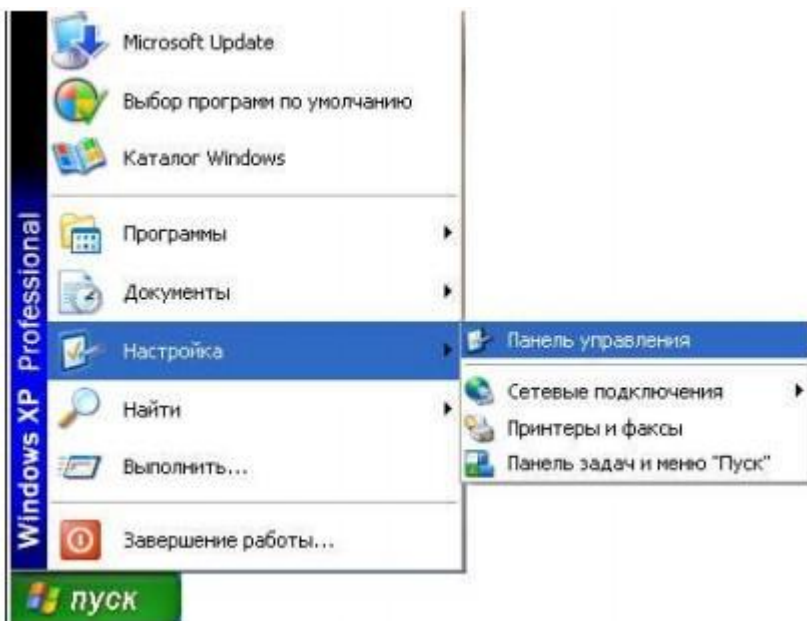 Microsoft Update
Выбор программ по умолчанию
Каталог Windows
Программы
Документы
Настройка
Найти
Выполнить...
Завершение работы...
Панель управления
Сетевые подключения
Принтеры и факсы
Панель задач и меню "Пуск"
Windows XP Professional
пуск